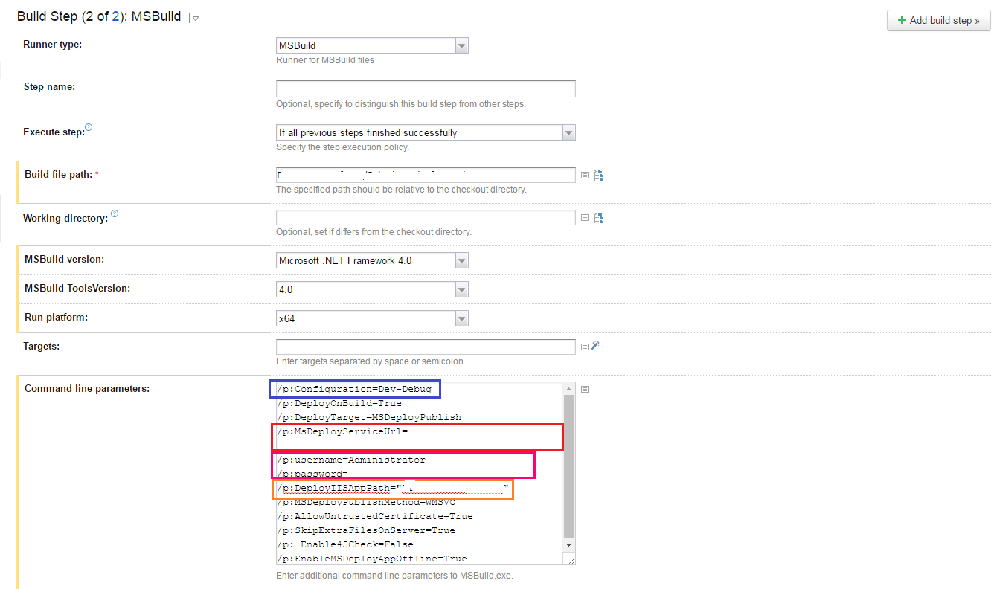 Build Step (2 of 2): MSBuild
+ Add build step »
Runner type:
MSBuild
Runner for MSBuild files
Step name:
Optional, specify to distinguish this build step from other steps.
Execute step:
If all previous steps finished successfully
Specify the step execution policy.
Build file path: *
The specified path should be relative to the checkout directory.
Working directory:
Optional, set if differs from the checkout directory.
MSBuild version:
Microsoft .NET Framework 4.0
MSBuild ToolsVersion:
4.0
Run platform:
x64
Targets:
Enter targets separated by space or semicolon.
Command line parameters:
/p:Configuration=Dev-Debug
/p:DeployOnBuild=True
/p:DeployTarget=MSDeployPublish
/p:MsDeployServiceUrl=
/p:username=Administrator
/p:password=
/p:DeployIISAppPath=" "
/p:MSDeployPublishMethod=WMSVC
/p:AllowUntrustedCertificate=True
/p:SkipExtraFilesOnServer=True
/p:_Enable45Check=False
/p:EnableMSDeployAppOffline=True
Enter additional command line parameters to MSBuild.exe.